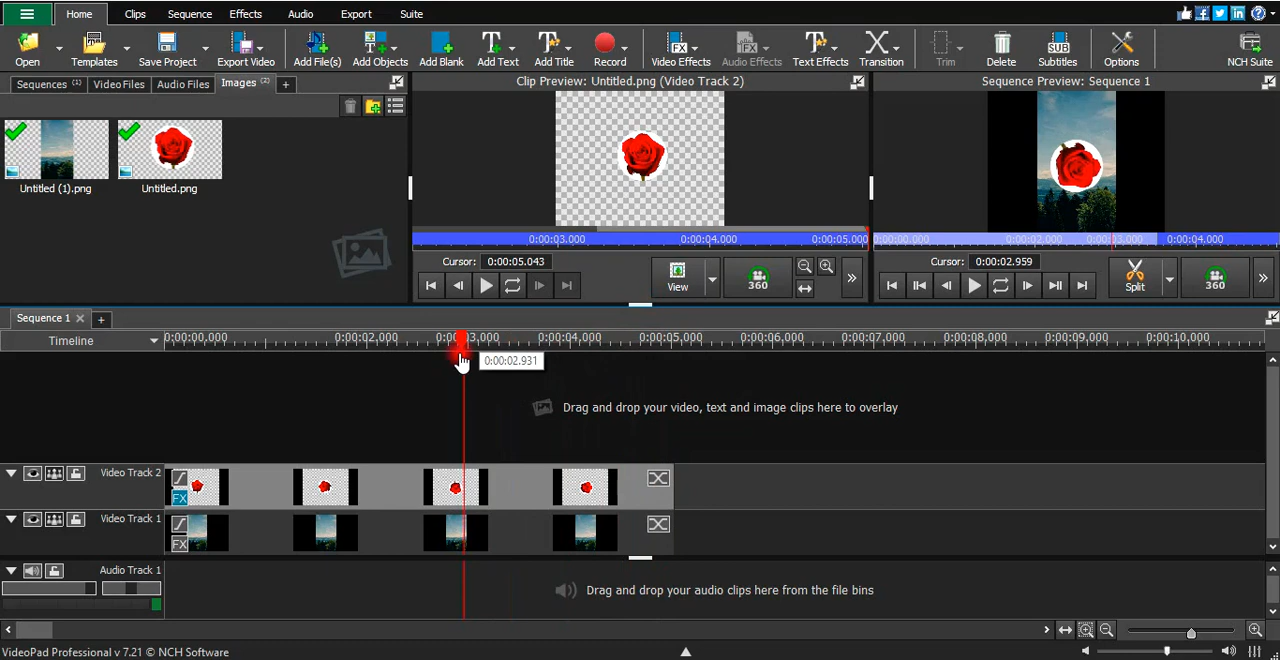 Home Clips Sequence Effects Audio Export Suite
Open Templates Save Project Export Video Add File(s) Add Objects Add Blank Add Text Add Title Record Video Effects Audio Effects Text Effects Transition Trim Delete Subtitles Options NCH Suite
FX FX T T T FX SUB
Sequences (1) Video Files Audio Files Images (2) +
Clip Preview: Untitled.png (Video Track 2)
Sequence Preview: Sequence 1
Untitled (1).png Untitled.png
0:00:03.000 0:00:04.000 0:00:05.000
0:00:00.000 0:00:02.000 0:00:03.000 0:00:04.000
Cursor: 0:00:05.043
Cursor: 0:00:02.959
View 360
Split 360
Sequence 1 +
Timeline
0:00:00,000 0:00:02,000 0:00:03,000 0:00:04,000 0:00:05,000 0:00:06,000 0:00:07,000 0:00:08,000 0:00:09,000 0:00:10,000
0:00:02.931
Drag and drop your video, text and image clips here to overlay
Video Track 2
FX
Video Track 1
FX
Audio Track 1
Drag and drop your audio clips here from the file bins
VideoPad Professional v 7.21 © NCH Software